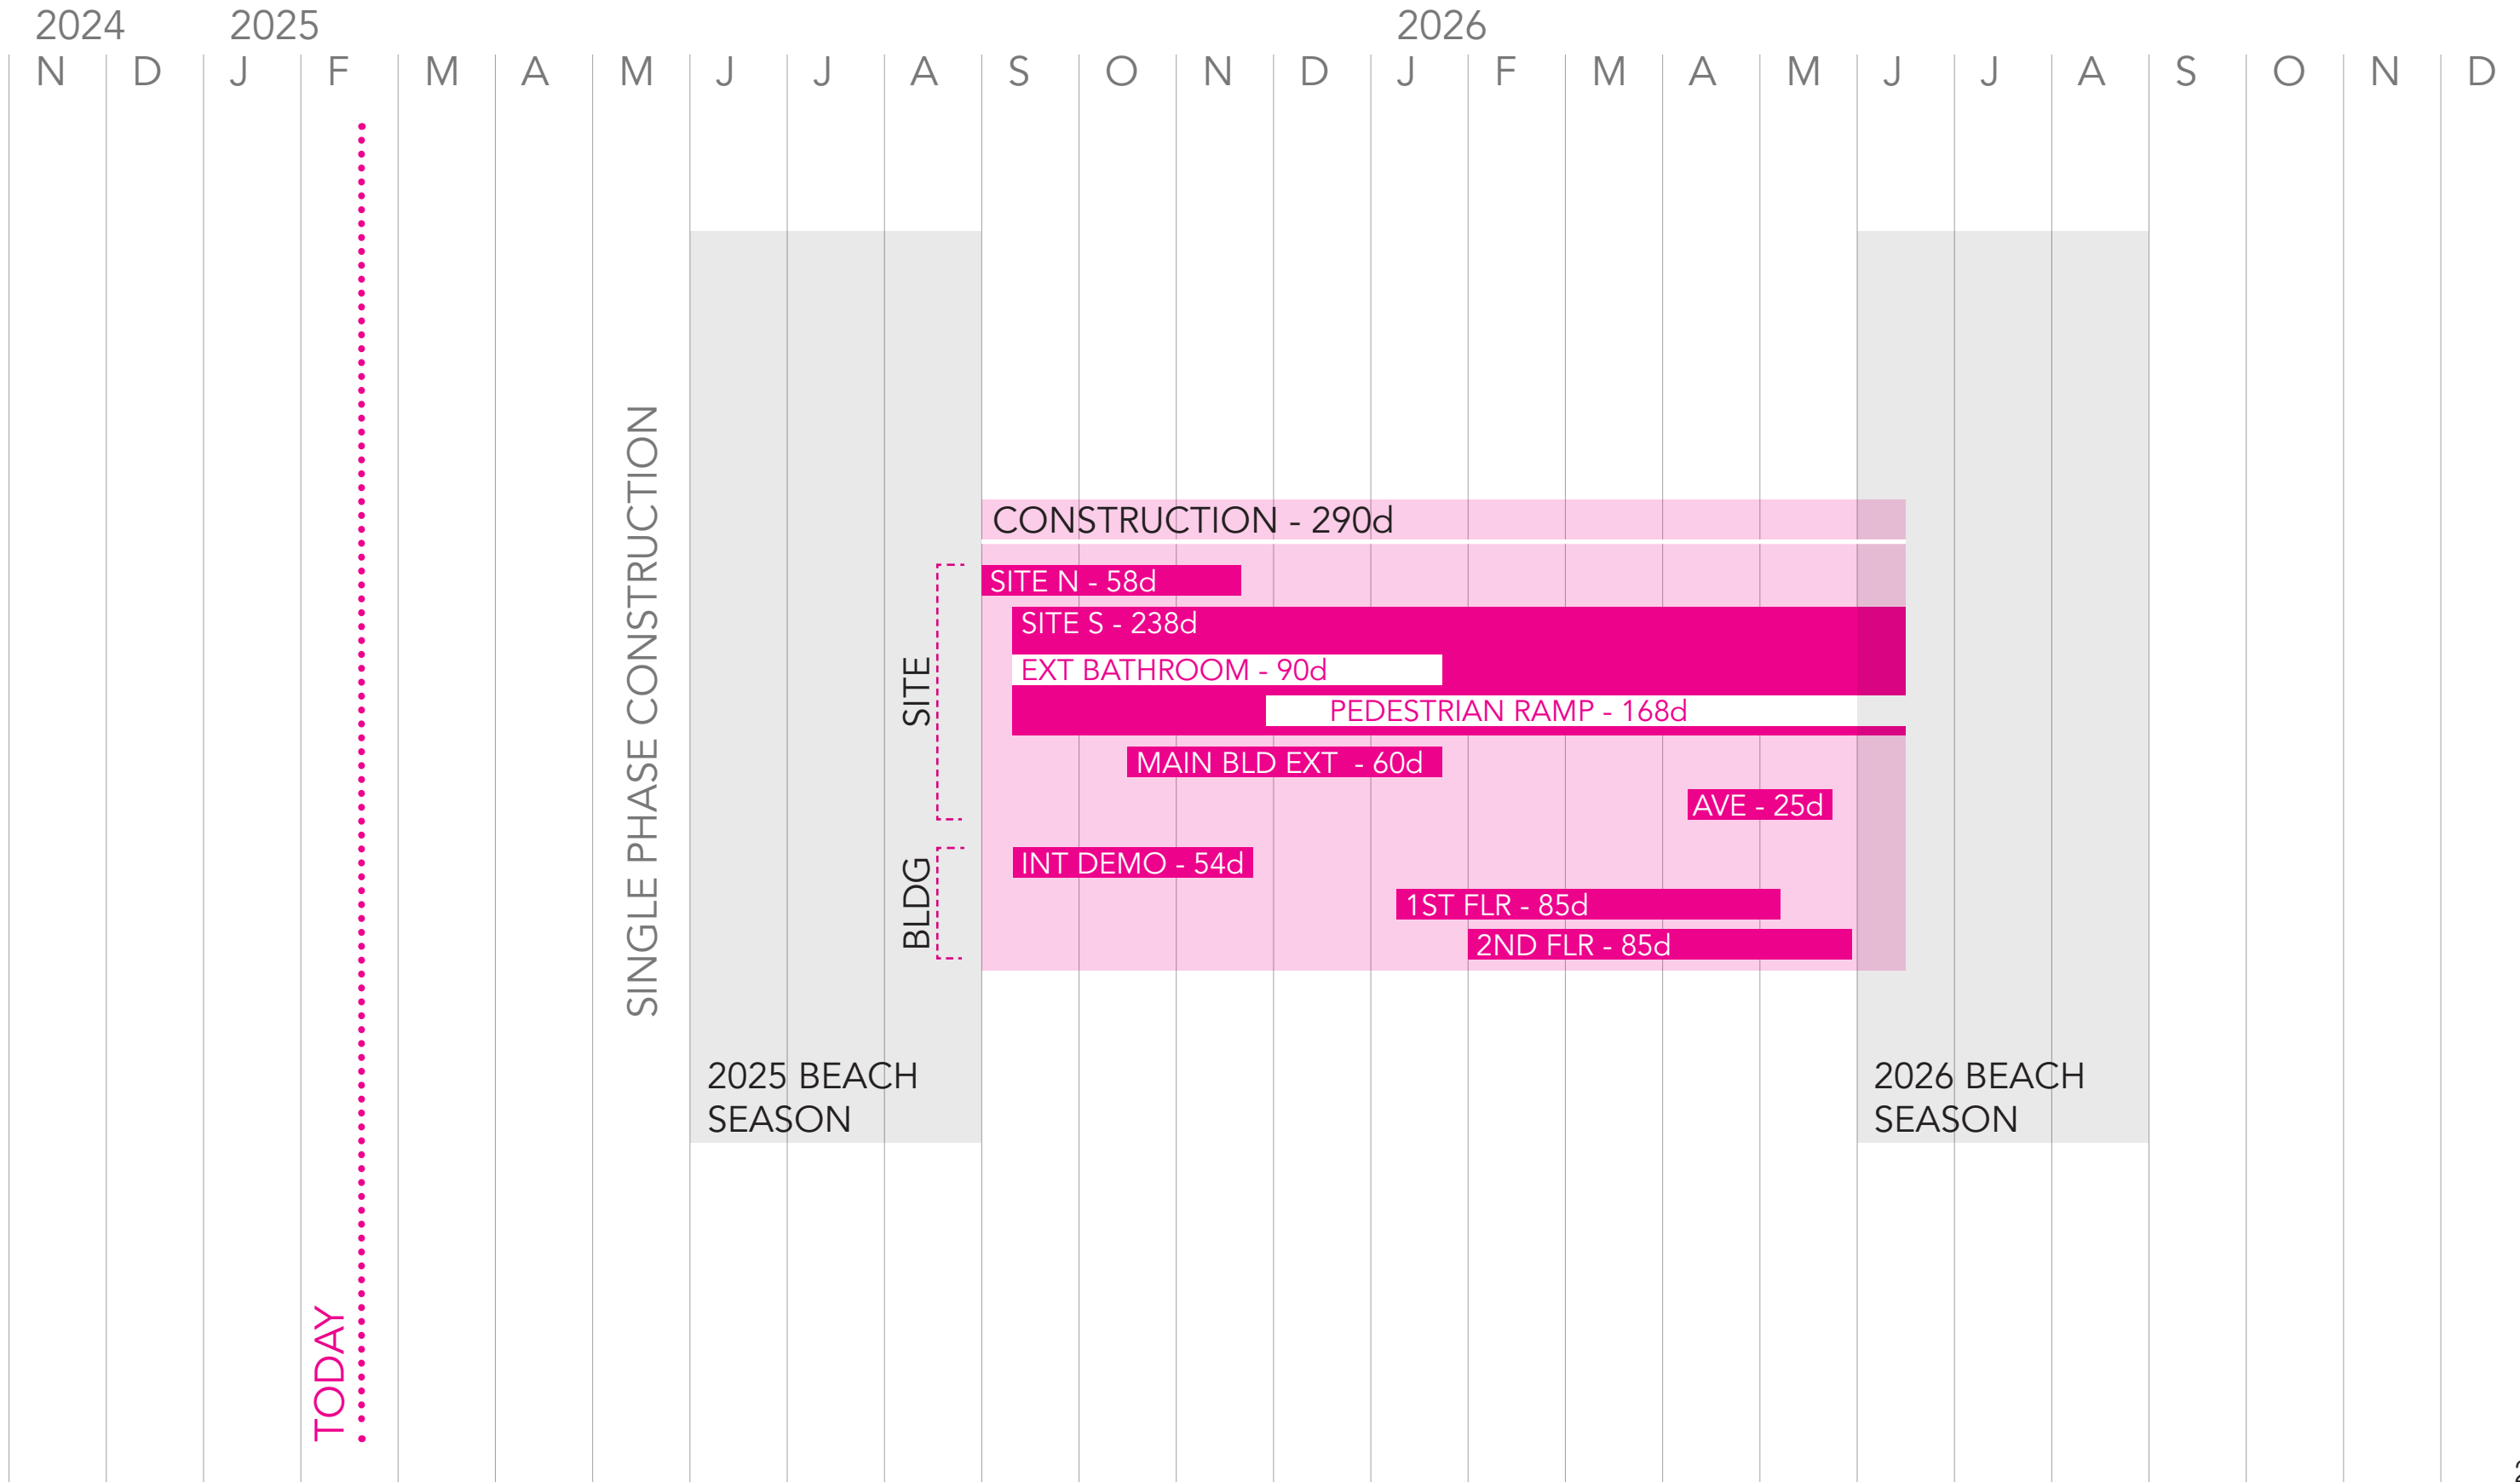 2024 2025 2026
N D J F M A M J J A S O N D J F M A M J J A S O N D
SINGLE PHASE CONSTRUCTION
CONSTRUCTION - 290d
SITE
SITE N - 58d
SITE S - 238d
EXT BATHROOM - 90d
PEDESTRIAN RAMP - 168d
MAIN BLD EXT - 60d
AVE - 25d
BLDG
INT DEMO - 54d
1ST FLR - 85d
2ND FLR - 85d
2025 BEACH
SEASON
2026 BEACH
SEASON
TODAY